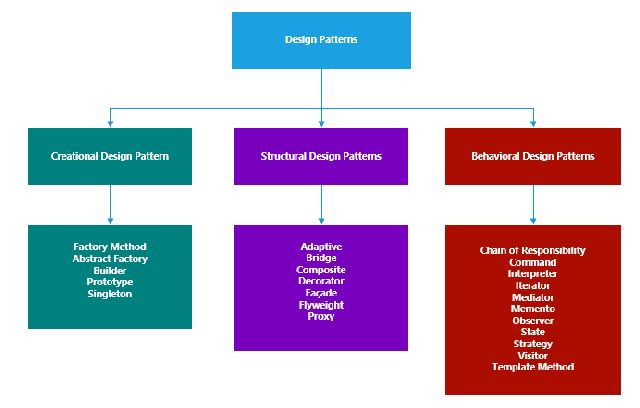 Design Patterns
Creational Design Pattern
Structural Design Patterns
Behavioral Design Patterns
Factory Method
Abstract Factory
Builder
Prototype
Singleton
Adaptive
Bridge
Composite
Decorator
Façade
Flyweight
Proxy
Chain of Responsibility
Command
Interpreter
Iterator
Mediator
Memento
Observer
State
Strategy
Visitor
Template Method